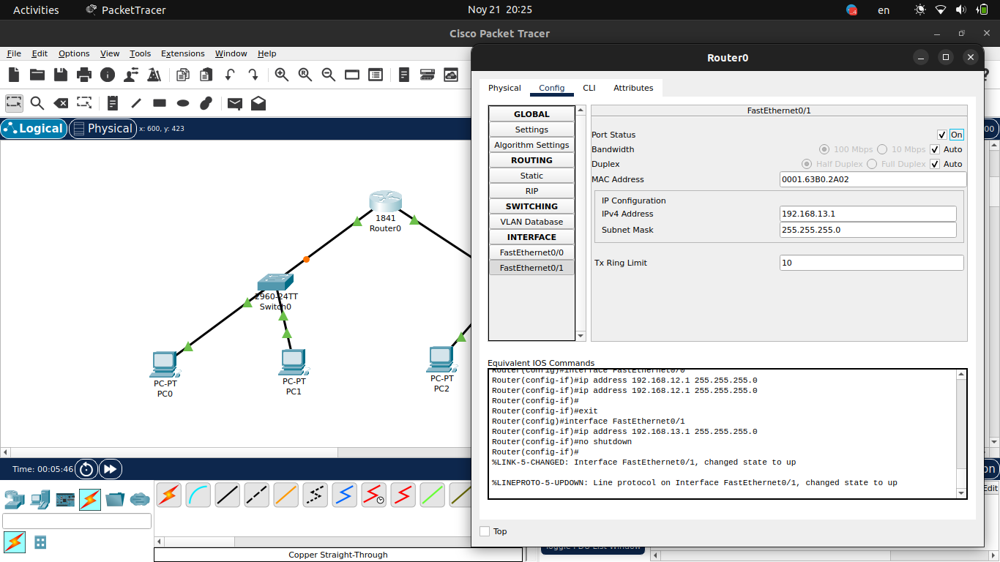 Activities PacketTracer Noy 21 20:25 en
Cisco Packet Tracer
File Edit Options View Tools Extensions Window Help
Router0
Physical Config CLI Attributes
Logical Physical x: 600, y: 423
GLOBAL
Settings
Algorithm Settings
ROUTING
Static
RIP
SWITCHING
VLAN Database
INTERFACE
FastEthernet0/0
FastEthernet0/1
FastEthernet0/1
Port Status On
Bandwidth 100 Mbps 10 Mbps Auto
Duplex Half Duplex Full Duplex Auto
MAC Address 0001.63B0.2A02
IP Configuration
IPv4 Address 192.168.13.1
Subnet Mask 255.255.255.0
Tx Ring Limit 10
1841
Router0
2960-24TT
Switch0
PC-PT
PC0
PC-PT
PC1
PC-PT
PC2
Equivalent IOS Commands
Router(config)#interface FastEthernet0/0
Router(config-if)#ip address 192.168.12.1 255.255.255.0
Router(config-if)#ip address 192.168.12.1 255.255.255.0
Router(config-if)#
Router(config-if)#exit
Router(config)#interface FastEthernet0/1
Router(config-if)#ip address 192.168.13.1 255.255.255.0
Router(config-if)#no shutdown
Router(config-if)#
%LINK-5-CHANGED: Interface FastEthernet0/1, changed state to up
%LINEPROTO-5-UPDOWN: Line protocol on Interface FastEthernet0/1, changed state to up
Top
Time: 00:05:46
Edit
Copper Straight-Through
Toggle PDU List Window